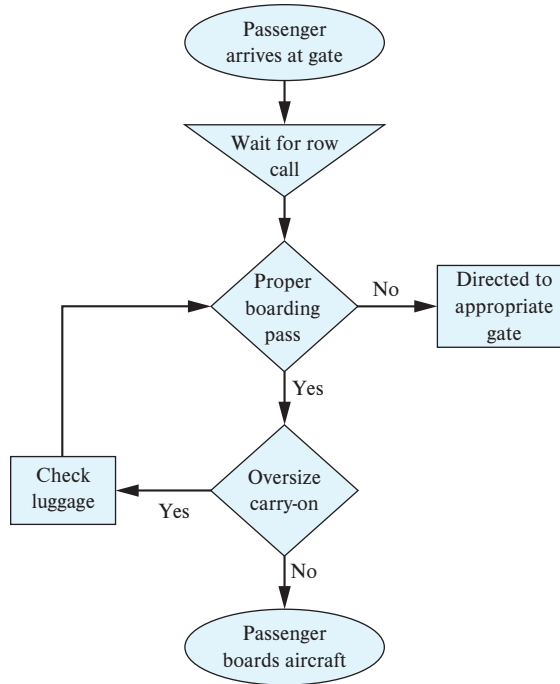 Passenger
arrives at gate
Wait for row
call
Proper
boarding
pass
No
Directed to
appropriate
gate
Yes
Oversize
carry-on
Yes
Check
luggage
No
Passenger
boards aircraft